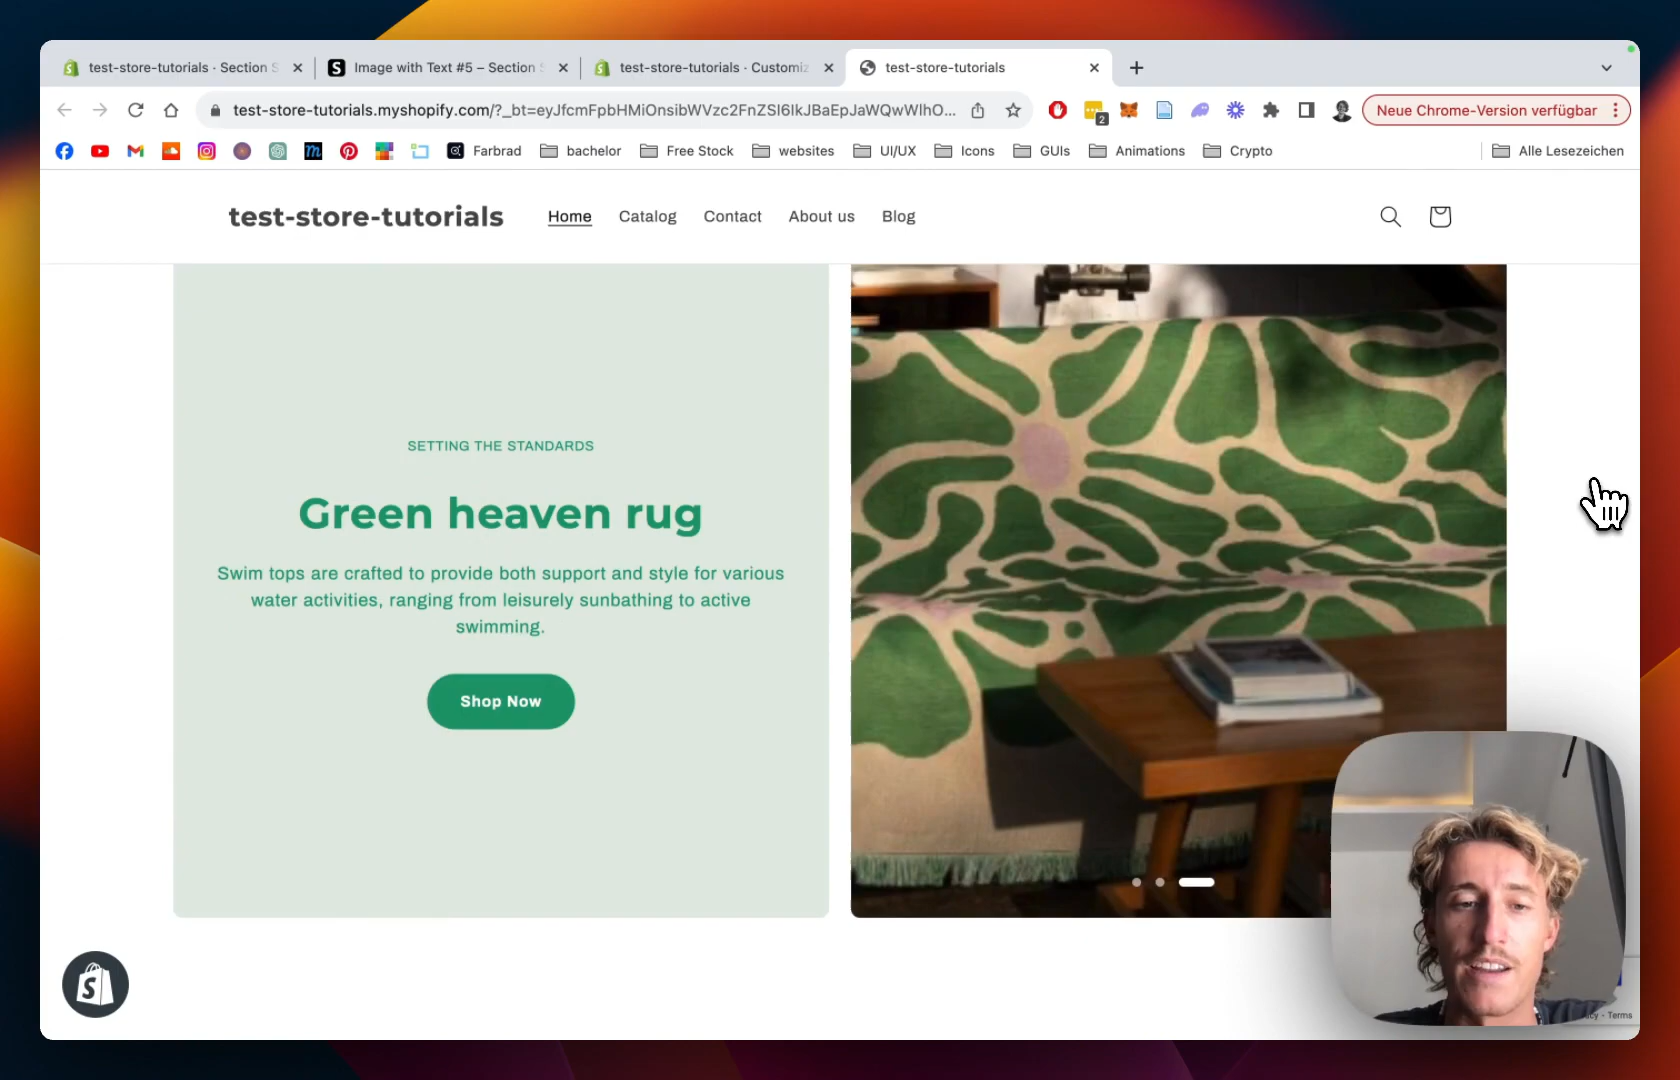 test-store-tutorials · Section S
Image with Text #5 – Section S
test-store-tutorials · Customiz
test-store-tutorials
test-store-tutorials.myshopify.com/?_bt=eyJfcmFpbHMiOnsibWVzc2FnZSI6IkJBaEpJaWQwWlhO...
2
Neue Chrome-Version verfügbar
Farbrad
bachelor
Free Stock
websites
UI/UX
Icons
GUIs
Animations
Crypto
Alle Lesezeichen
test-store-tutorials
Home
Catalog
Contact
About us
Blog
SETTING THE STANDARDS
Green heaven rug
Swim tops are crafted to provide both support and style for various
water activities, ranging from leisurely sunbathing to active
swimming.
Shop Now
- Terms